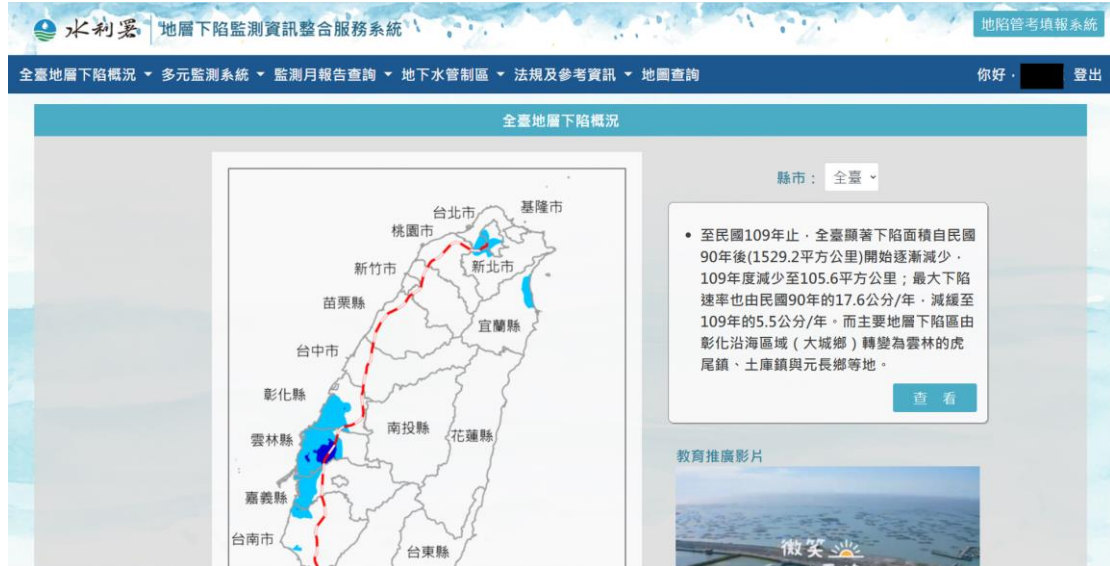 水利署 地層下陷監測資訊整合服務系統
地陷管考填報系統
全臺地層下陷概況 多元監測系統 監測月報告查詢 地下水管制區 法規及參考資訊 地圖查詢 你好， 登出
全臺地層下陷概況
縣市： 全臺
台北市
基隆市
桃園市
新竹市
新北市
苗栗縣
宜蘭縣
台中市
彰化縣
南投縣
花蓮縣
雲林縣
嘉義縣
台南市
台東縣
至民國109年止，全臺顯著下陷面積自民國
90年後(1529.2平方公里)開始逐漸減少，
109年度減少至105.6平方公里；最大下陷
速率也由民國90年的17.6公分/年，減緩至
109年的5.5公分/年。而主要地層下陷區由
彰化沿海區域（大城鄉）轉變為雲林的虎
尾鎮、土庫鎮與元長鄉等地。
查 看
教育推廣影片
微笑